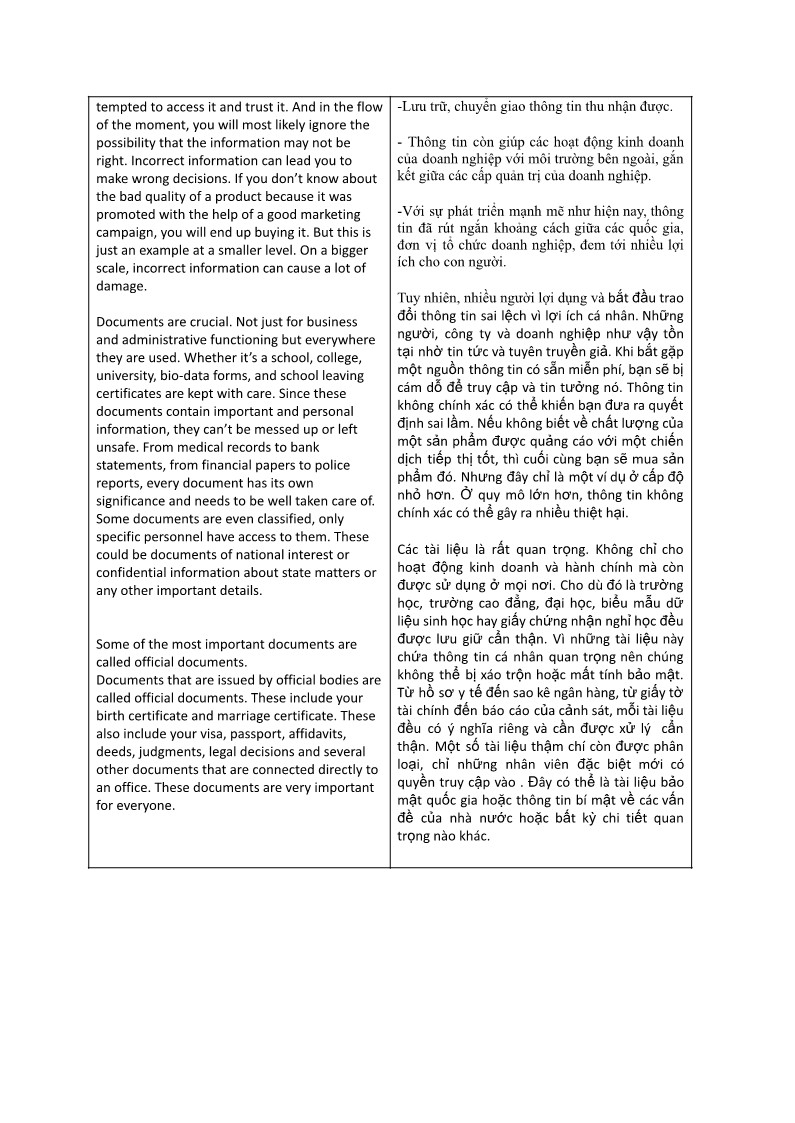 tempted to access it and trust it. And in the flow
of the moment, you will most likely ignore the
possibility that the information may not be
right. Incorrect information can lead you to
make wrong decisions. If you don’t know about
the bad quality of a product because it was
promoted with the help of a good marketing
campaign, you will end up buying it. But this is
just an example at a smaller level. On a bigger
scale, incorrect information can cause a lot of
damage.
Documents are crucial. Not just for business
and administrative functioning but everywhere
they are used. Whether it’s a school, college,
university, bio-data forms, and school leaving
certificates are kept with care. Since these
documents contain important and personal
information, they can’t be messed up or left
unsafe. From medical records to bank
statements, from financial papers to police
reports, every document has its own
significance and needs to be well taken care of.
Some documents are even classified, only
specific personnel have access to them. These
could be documents of national interest or
confidential information about state matters or
any other important details.
Some of the most important documents are
called official documents.
Documents that are issued by official bodies are
called official documents. These include your
birth certificate and marriage certificate. These
also include your visa, passport, affidavits,
deeds, judgments, legal decisions and several
other documents that are connected directly to
an office. These documents are very important
for everyone.
-Lưu trữ, chuyển giao thông tin thu nhận được.
- Thông tin còn giúp các hoạt động kinh doanh
của doanh nghiệp với môi trường bên ngoài, gắn
kết giữa các cấp quản trị của doanh nghiệp.
-Với sự phát triển mạnh mẽ như hiện nay, thông
tin đã rút ngắn khoảng cách giữa các quốc gia,
đơn vị tổ chức doanh nghiệp, đem tới nhiều lợi
ích cho con người.
Tuy nhiên, nhiều người lợi dụng và bắt đầu trao
đổi thông tin sai lệch vì lợi ích cá nhân. Những
người, công ty và doanh nghiệp như vậy tồn
tại nhờ tin tức và tuyên truyền giả. Khi bắt gặp
một nguồn thông tin có sẵn miễn phí, bạn sẽ bị
cám dỗ để truy cập và tin tưởng nó. Thông tin
không chính xác có thể khiến bạn đưa ra quyết
định sai lầm. Nếu không biết về chất lượng của
một sản phẩm được quảng cáo với một chiến
dịch tiếp thị tốt, thì cuối cùng bạn sẽ mua sản
phẩm đó. Nhưng đây chỉ là một ví dụ ở cấp độ
nhỏ hơn. Ở quy mô lớn hơn, thông tin không
chính xác có thể gây ra nhiều thiệt hại.
Các tài liệu là rất quan trọng. Không chỉ cho
hoạt động kinh doanh và hành chính mà còn
được sử dụng ở mọi nơi. Cho dù đó là trường
học, trường cao đẳng, đại học, biểu mẫu dữ
liệu sinh học hay giấy chứng nhận nghỉ học đều
được lưu giữ cẩn thận. Vì những tài liệu này
chứa thông tin cá nhân quan trọng nên chúng
không thể bị xáo trộn hoặc mất tính bảo mật.
Từ hồ sơ y tế đến sao kê ngân hàng, từ giấy tờ
tài chính đến báo cáo của cảnh sát, mỗi tài liệu
đều có ý nghĩa riêng và cần được xử lý  cẩn
thận. Một số tài liệu thậm chí còn được phân
loại, chỉ những nhân viên đặc biệt mới có
quyền truy cập vào . Đây có thể là tài liệu bảo
mật quốc gia hoặc thông tin bí mật về các vấn
đề của nhà nước hoặc bất kỳ chi tiết quan
trọng nào khác.